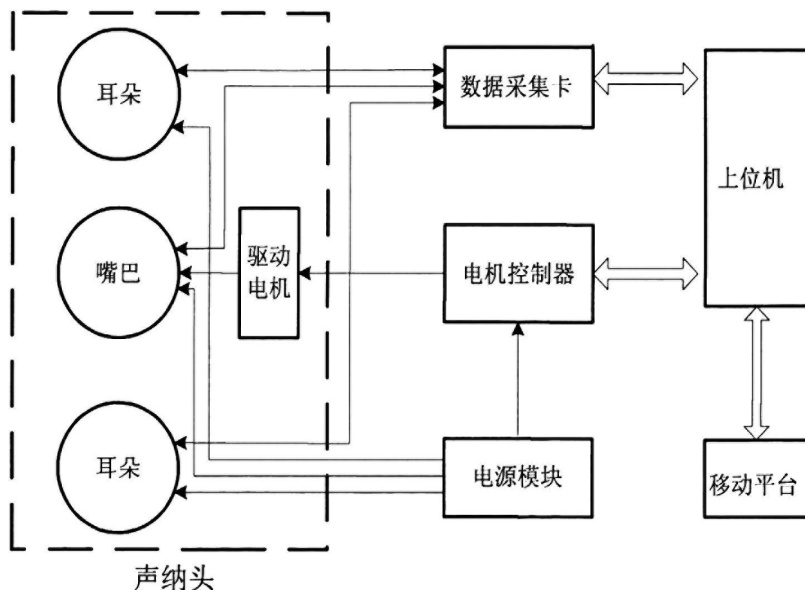 耳朵
数据采集卡
上位机
嘴巴
驱动
电机
电机控制器
耳朵
电源模块
移动平台
声纳头